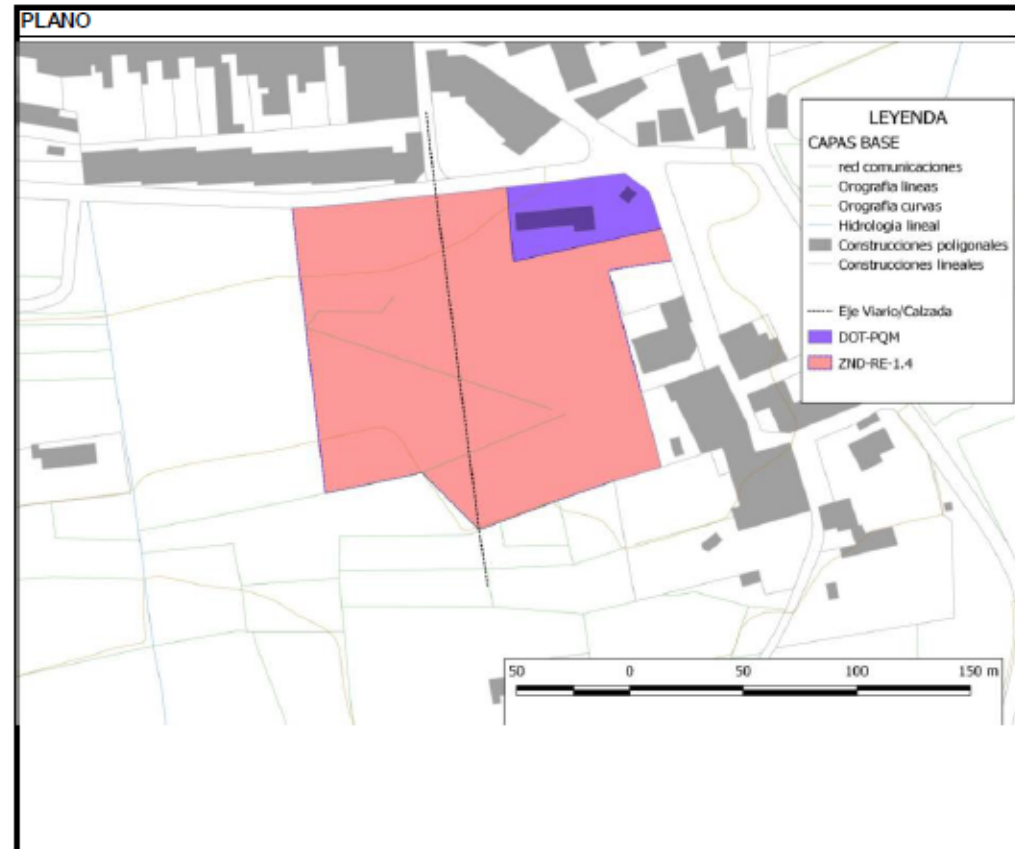 PLANO
LEYENDA
CAPAS BASE
red comunicaciones
Orografia lineas
Orografia curvas
Hidrologia lineal
Construcciones poligonales
Construcciones lineales
Eje Viario/Calzada
DOT-PQM
ZND-RE-1.4
50 0 50 100 150 m